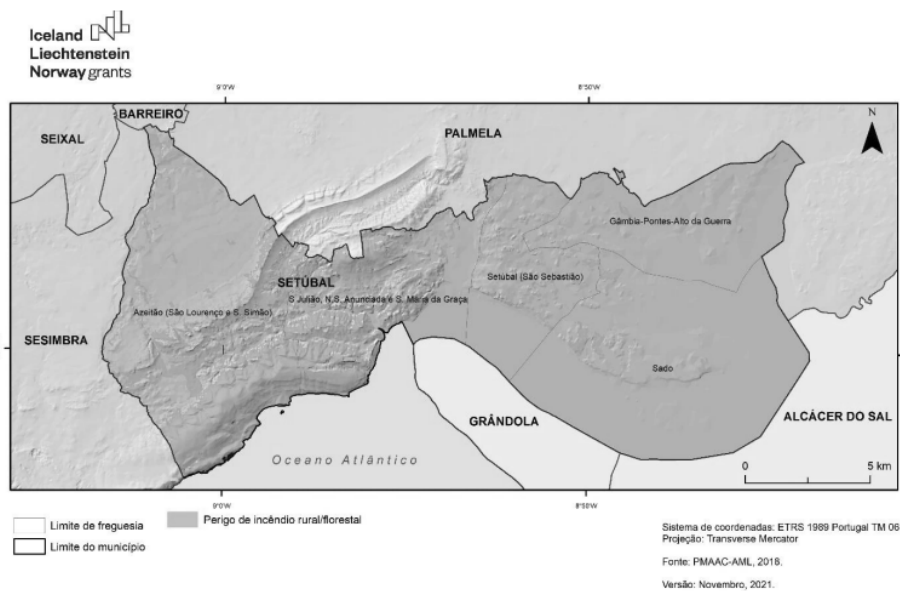 Iceland
Liechtenstein
Norway grants
9°0'W
8°50'W
BARREIRO
SEIXAL
PALMELA
N
Gâmbia-Pontes-Alto da Guerra
SETÚBAL
Setúbal (São Sebastião)
S Julião, N.S. Anunciada e S. Maria da Graça
Azeitão (São Lourenço e S. Simão)
SESIMBRA
Sado
GRÂNDOLA
ALCÁCER DO SAL
Oceano Atlântico
0
5 km
9°0'W
8°50'W
Limite de freguesia
Perigo de incêndio rural/florestal
Limite do município
Sistema de coordenadas: ETRS 1989 Portugal TM 06
Projeção: Transverse Mercator
Fonte: PMAAC-AML, 2018.
Versão: Novembro, 2021.